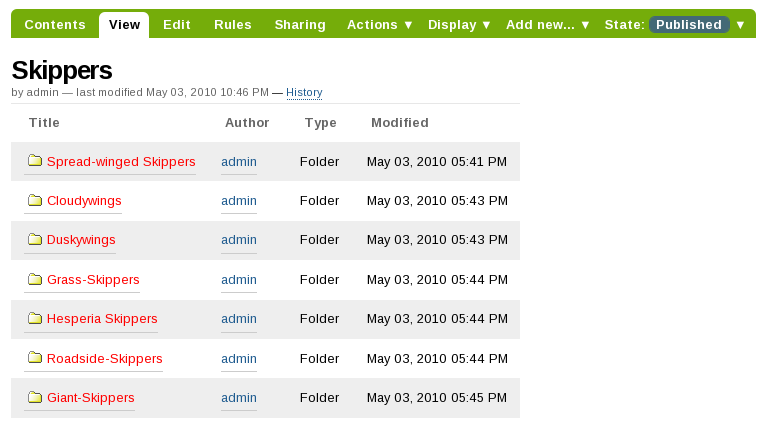 Contents View Edit Rules Sharing Actions ▼ Display ▼ Add new... ▼ State: Published ▼
Skippers
by admin — last modified May 03, 2010 10:46 PM — History
Title Author Type Modified
Spread-winged Skippers admin Folder May 03, 2010 05:41 PM
Cloudywings admin Folder May 03, 2010 05:43 PM
Duskywings admin Folder May 03, 2010 05:43 PM
Grass-Skippers admin Folder May 03, 2010 05:44 PM
Hesperia Skippers admin Folder May 03, 2010 05:44 PM
Roadside-Skippers admin Folder May 03, 2010 05:44 PM
Giant-Skippers admin Folder May 03, 2010 05:45 PM